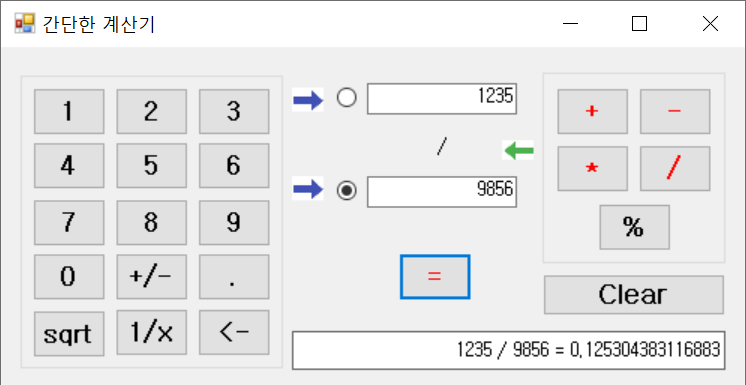 간단한 계산기
1 2 3
4 5 6
7 8 9
0 +/- .
sqrt 1/x <-
1235
/
9856
=
+ -
* /
%
Clear
1235 / 9856 = 0.125304383116883